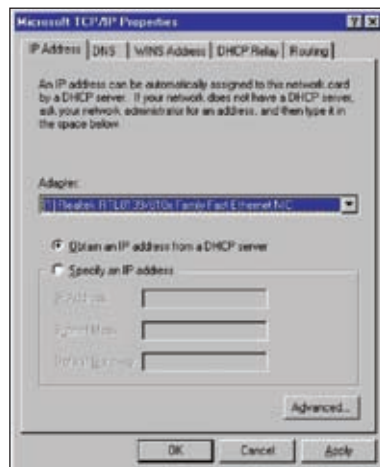 Microsoft TCP/IP Properties
IP Address DNS WINS Address DHCP Relay Routing
An IP address can be automatically assigned to this network card
by a DHCP server. If your network does not have a DHCP server,
ask your network administrator for an address, and then type it in
the space below
Adapter:
[1] Realtek RTL8139/810x Family Fast Ethernet NIC
Obtain an IP address from a DHCP server
Specify an IP address
IP Address:
Subnet Mask:
Default Gateway:
Advanced...
OK Cancel Apply